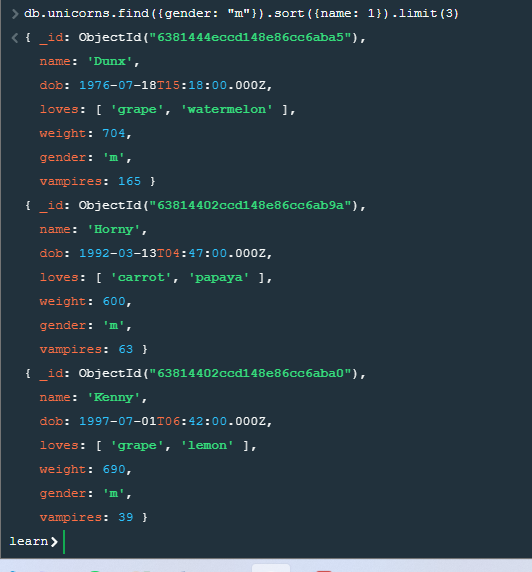 > db.unicorns.find({gender: "m"}).sort({name: 1}).limit(3)
< { _id: ObjectId("6381444eccd148e86cc6aba5"),
name: 'Dunx',
dob: 1976-07-18T15:18:00.000Z,
loves: [ 'grape', 'watermelon' ],
weight: 704,
gender: 'm',
vampires: 165 }
{ _id: ObjectId("63814402ccd148e86cc6ab9a"),
name: 'Horny',
dob: 1992-03-13T04:47:00.000Z,
loves: [ 'carrot', 'papaya' ],
weight: 600,
gender: 'm',
vampires: 63 }
{ _id: ObjectId("63814402ccd148e86cc6aba0"),
name: 'Kenny',
dob: 1997-07-01T06:42:00.000Z,
loves: [ 'grape', 'lemon' ],
weight: 690,
gender: 'm',
vampires: 39 }
learn>